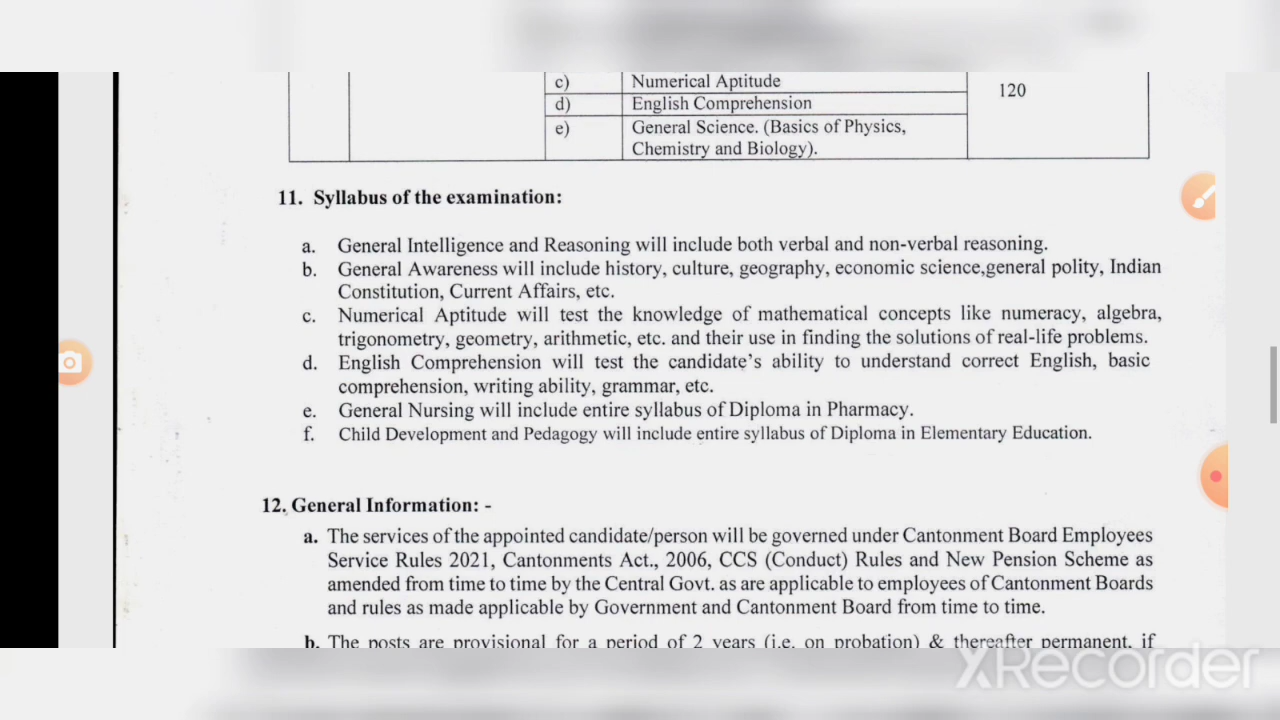 c) Numerical Aptitude
120
d) English Comprehension
e) General Science. (Basics of Physics,
Chemistry and Biology).
11. Syllabus of the examination:
a. General Intelligence and Reasoning will include both verbal and non-verbal reasoning.
b. General Awareness will include history, culture, geography, economic science,general polity, Indian
Constitution, Current Affairs, etc.
c. Numerical Aptitude will test the knowledge of mathematical concepts like numeracy, algebra,
trigonometry, geometry, arithmetic, etc. and their use in finding the solutions of real-life problems.
d. English Comprehension will test the candidate's ability to understand correct English, basic
comprehension, writing ability, grammar, etc.
e. General Nursing will include entire syllabus of Diploma in Pharmacy.
f. Child Development and Pedagogy will include entire syllabus of Diploma in Elementary Education.
12. General Information: -
a. The services of the appointed candidate/person will be governed under Cantonment Board Employees
Service Rules 2021, Cantonments Act., 2006, CCS (Conduct) Rules and New Pension Scheme as
amended from time to time by the Central Govt. as are applicable to employees of Cantonment Boards
and rules as made applicable by Government and Cantonment Board from time to time.
b. The posts are provisional for a period of 2 years (i.e. on probation) & thereafter permanent, if
XRecorder